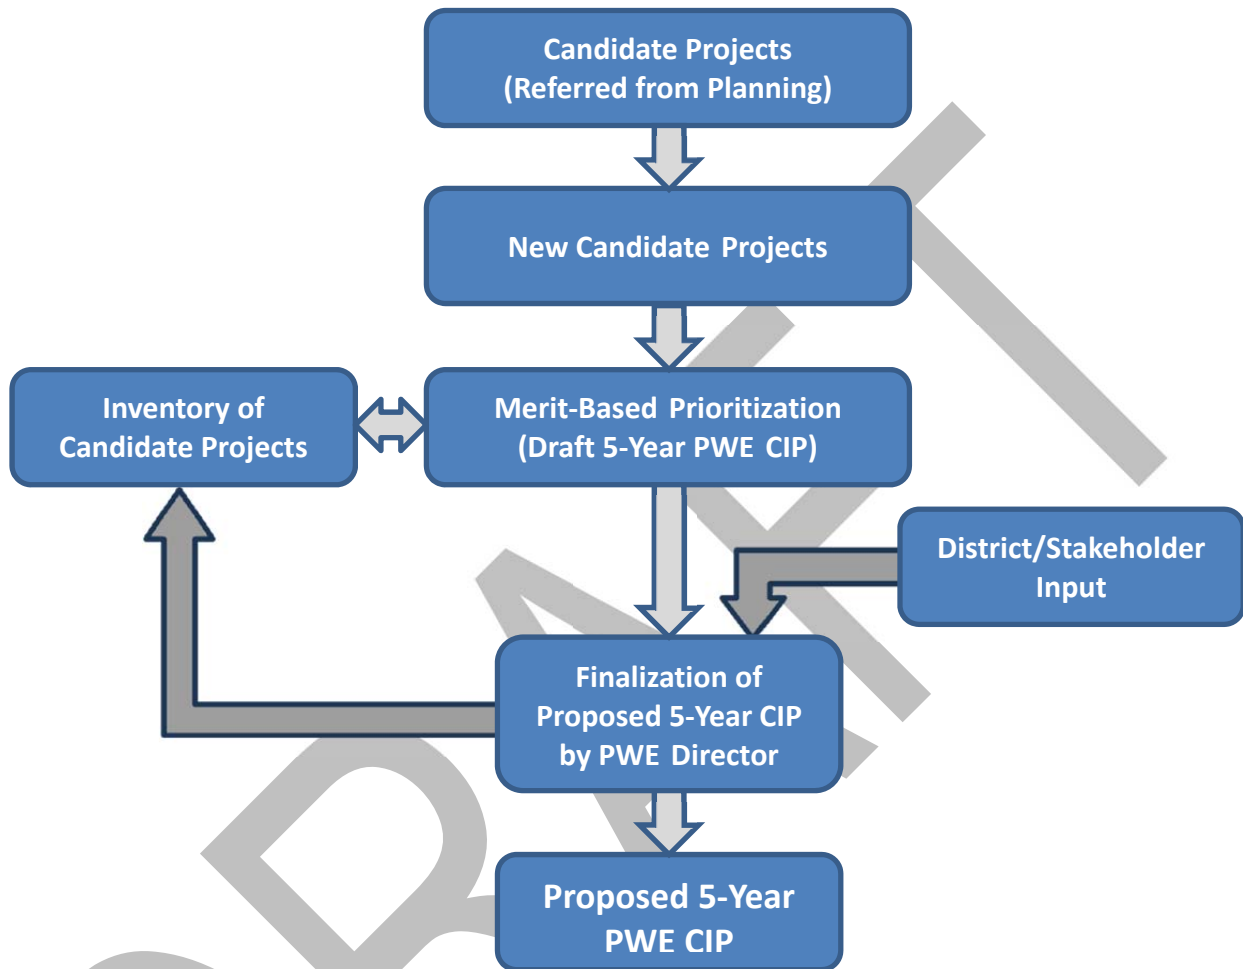 Candidate Projects
(Referred from Planning)
New Candidate Projects
Inventory of
Candidate Projects
Merit-Based Prioritization
(Draft 5-Year PWE CIP)
District/Stakeholder
Input
Finalization of
Proposed 5-Year CIP
by PWE Director
Proposed 5-Year
PWE CIP
DRAFT